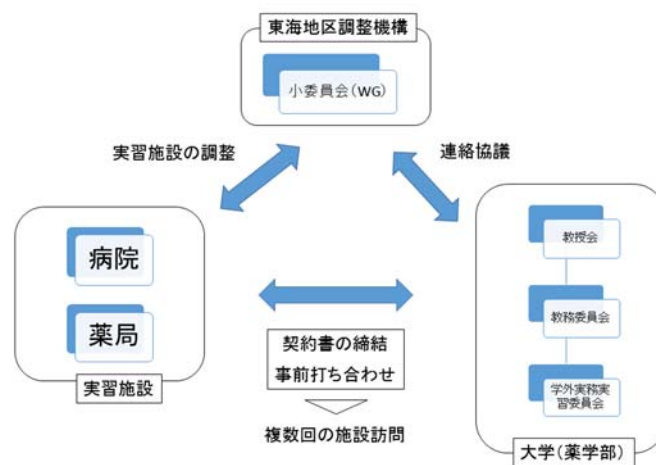 東海地区調整機構
小委員会(WG)
実習施設の調整
連絡協議
病院
薬局
実習施設
契約書の締結
事前打ち合わせ
複数回の施設訪問
教授会
教務委員会
学外実務実
習委員会
大学(薬学部)